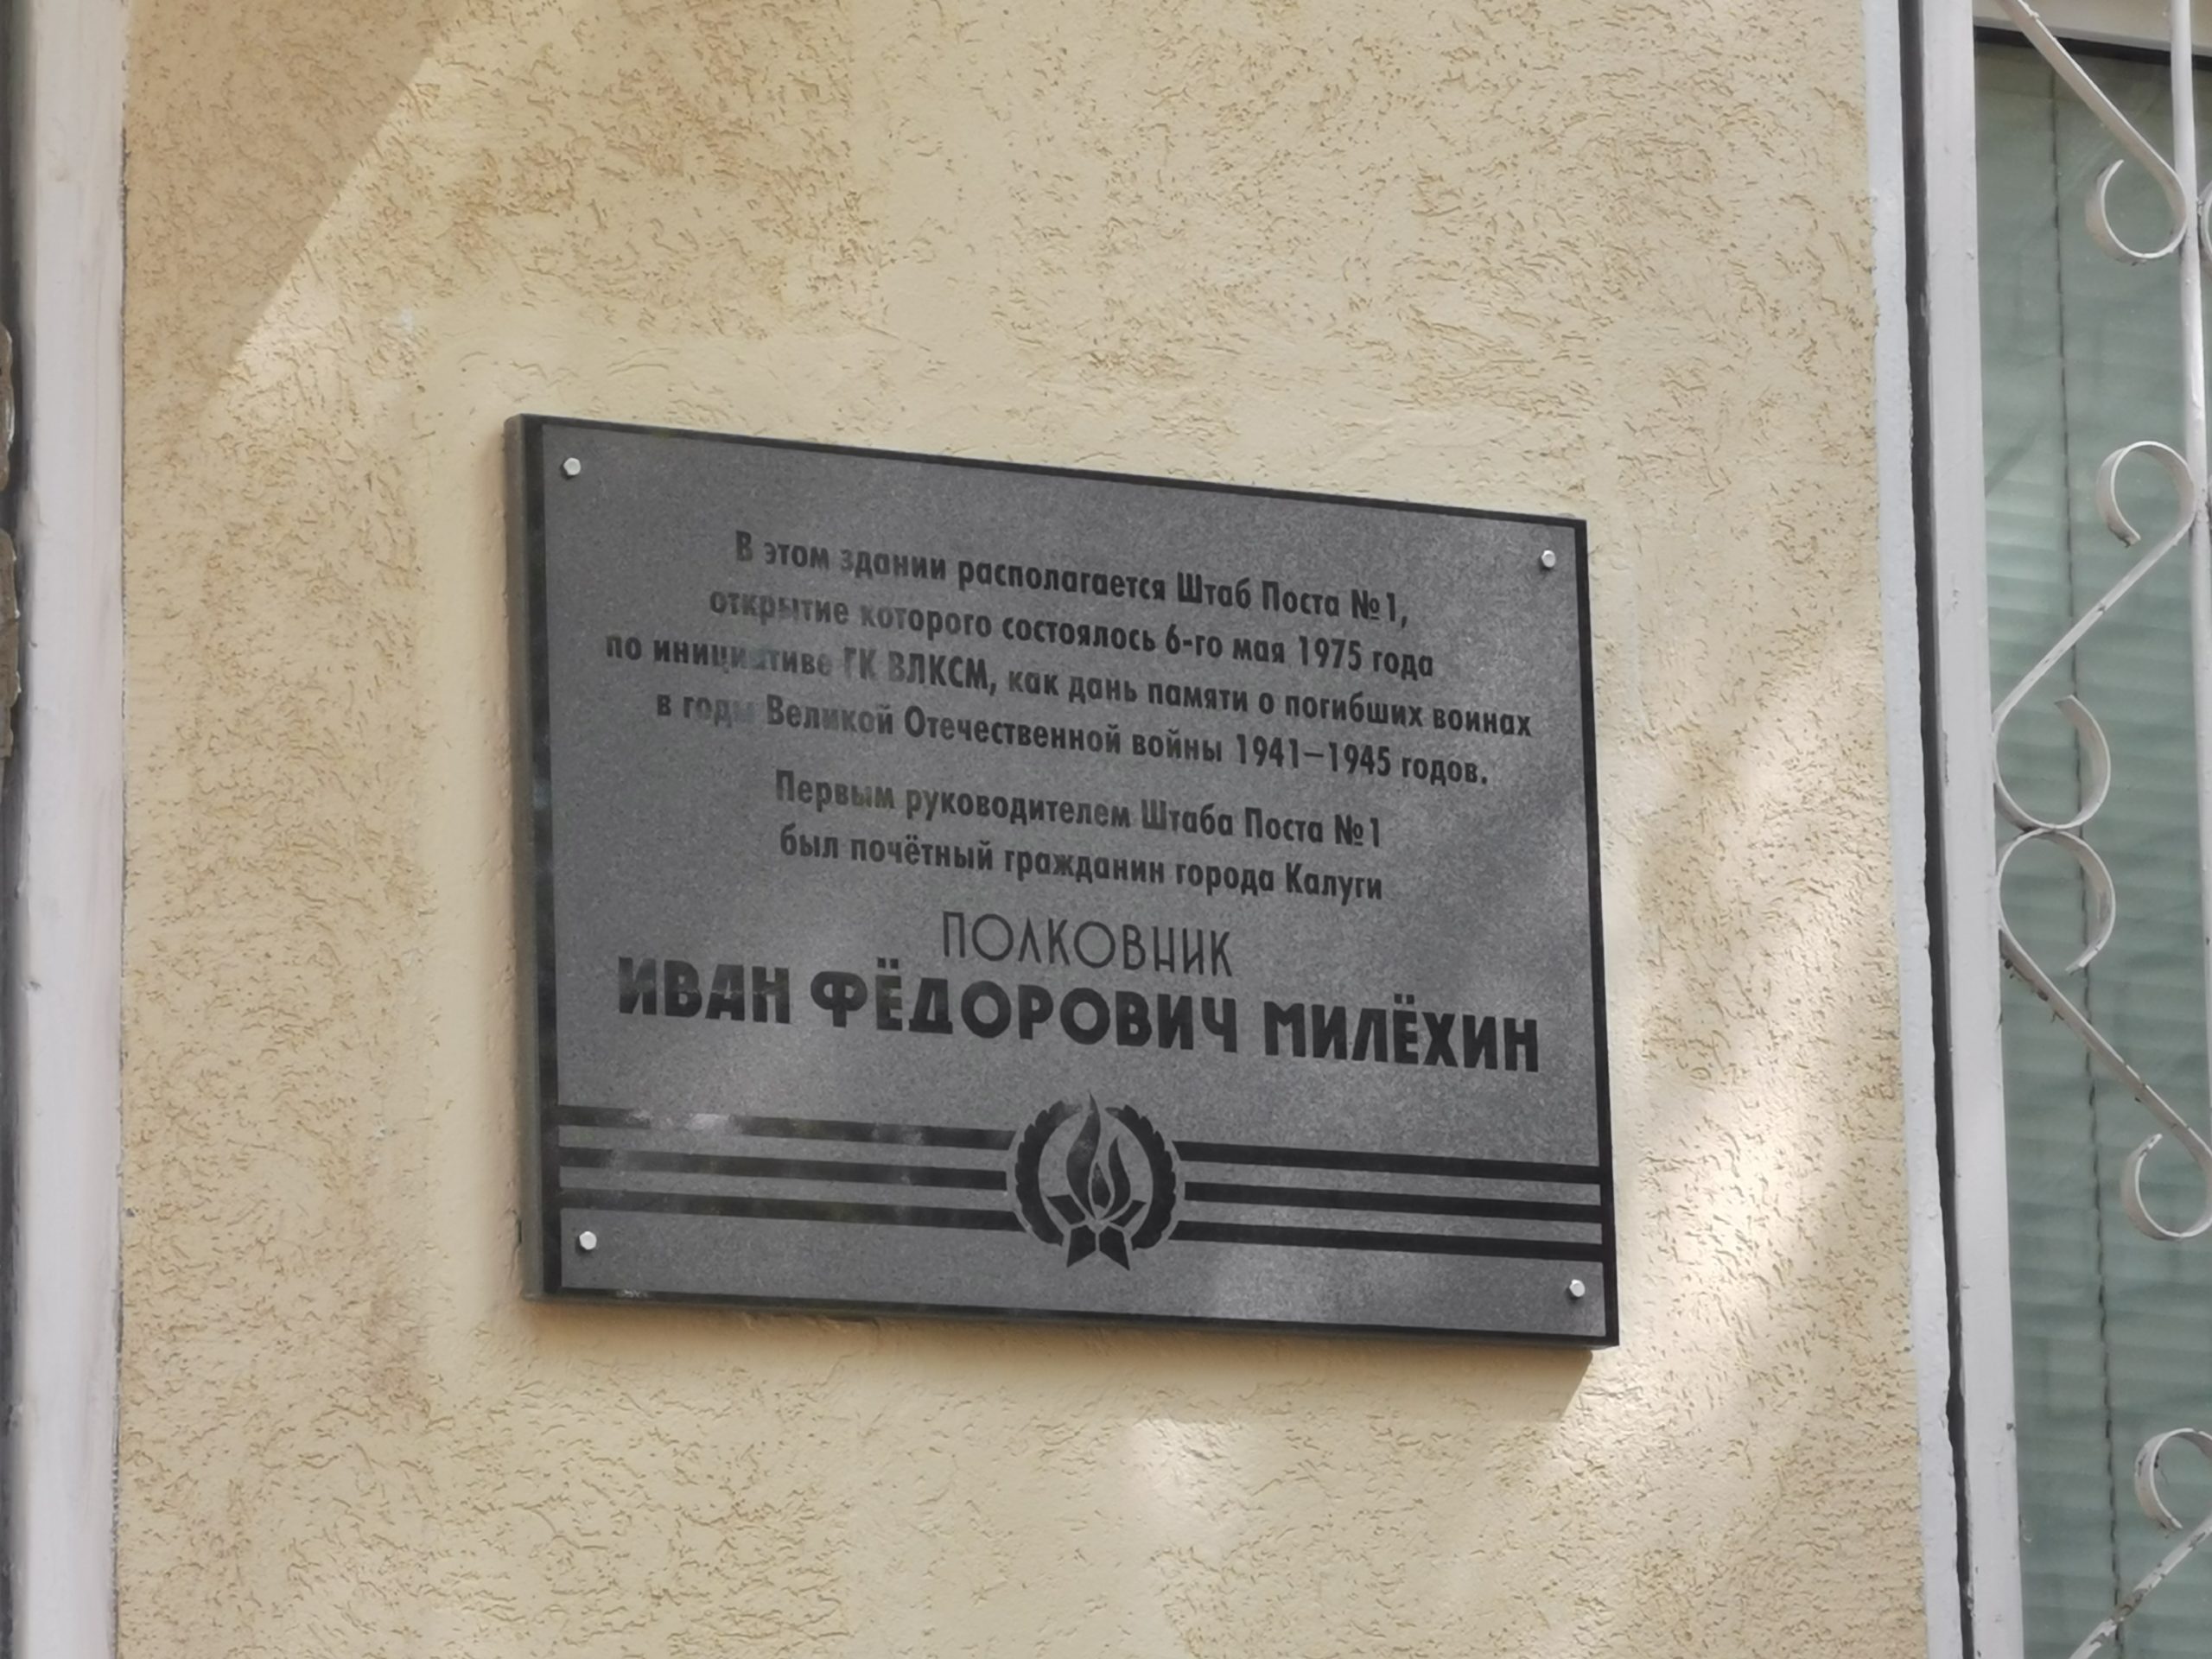 В этом здании располагается Штаб Поста №1,
открытие которого состоялось 6-го мая 1975 года
по инициативе ГК ВЛКСМ, как дань памяти о погибших воинах
в годы Великой Отечественной войны 1941–1945 годов.
Первым руководителем Штаба Поста №1
был почётный гражданин города Калуги
ПОЛКОВНИК
ИВАН ФЁДОРОВИЧ МИЛЁХИН